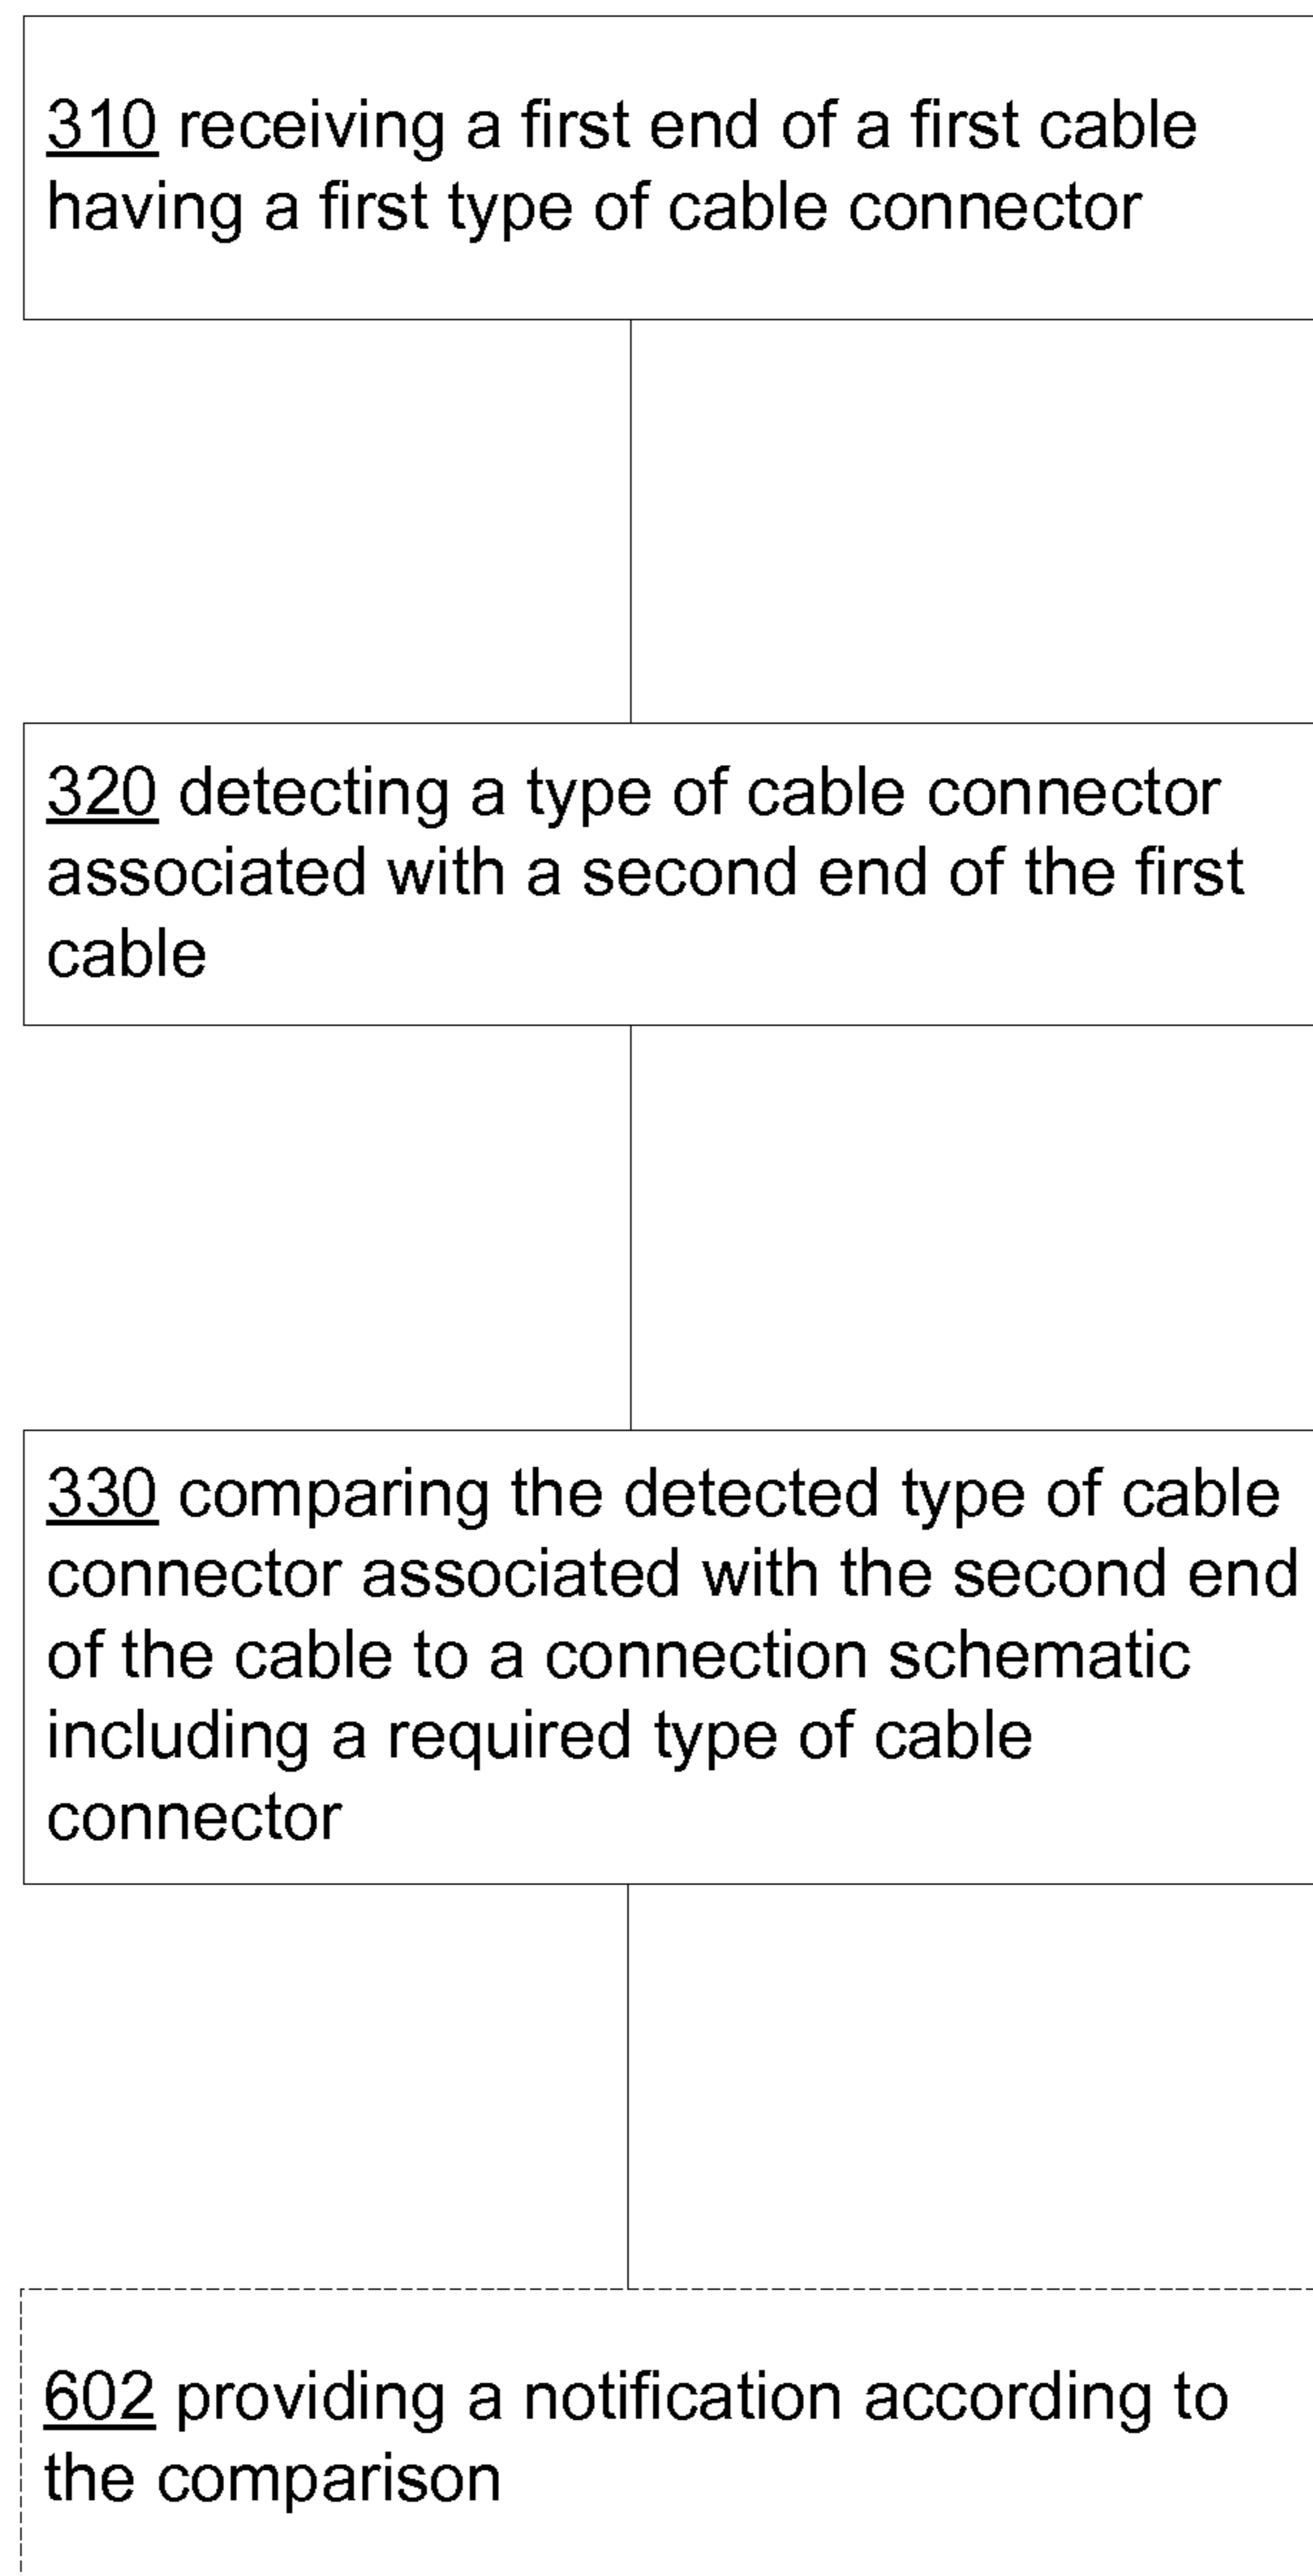 310 receiving a first end of a first cable
having a first type of cable connector
320 detecting a type of cable connector
associated with a second end of the first
cable
330 comparing the detected type of cable
connector associated with the second end
of the cable to a connection schematic
including a required type of cable
connector
602 providing a notification according to
the comparison